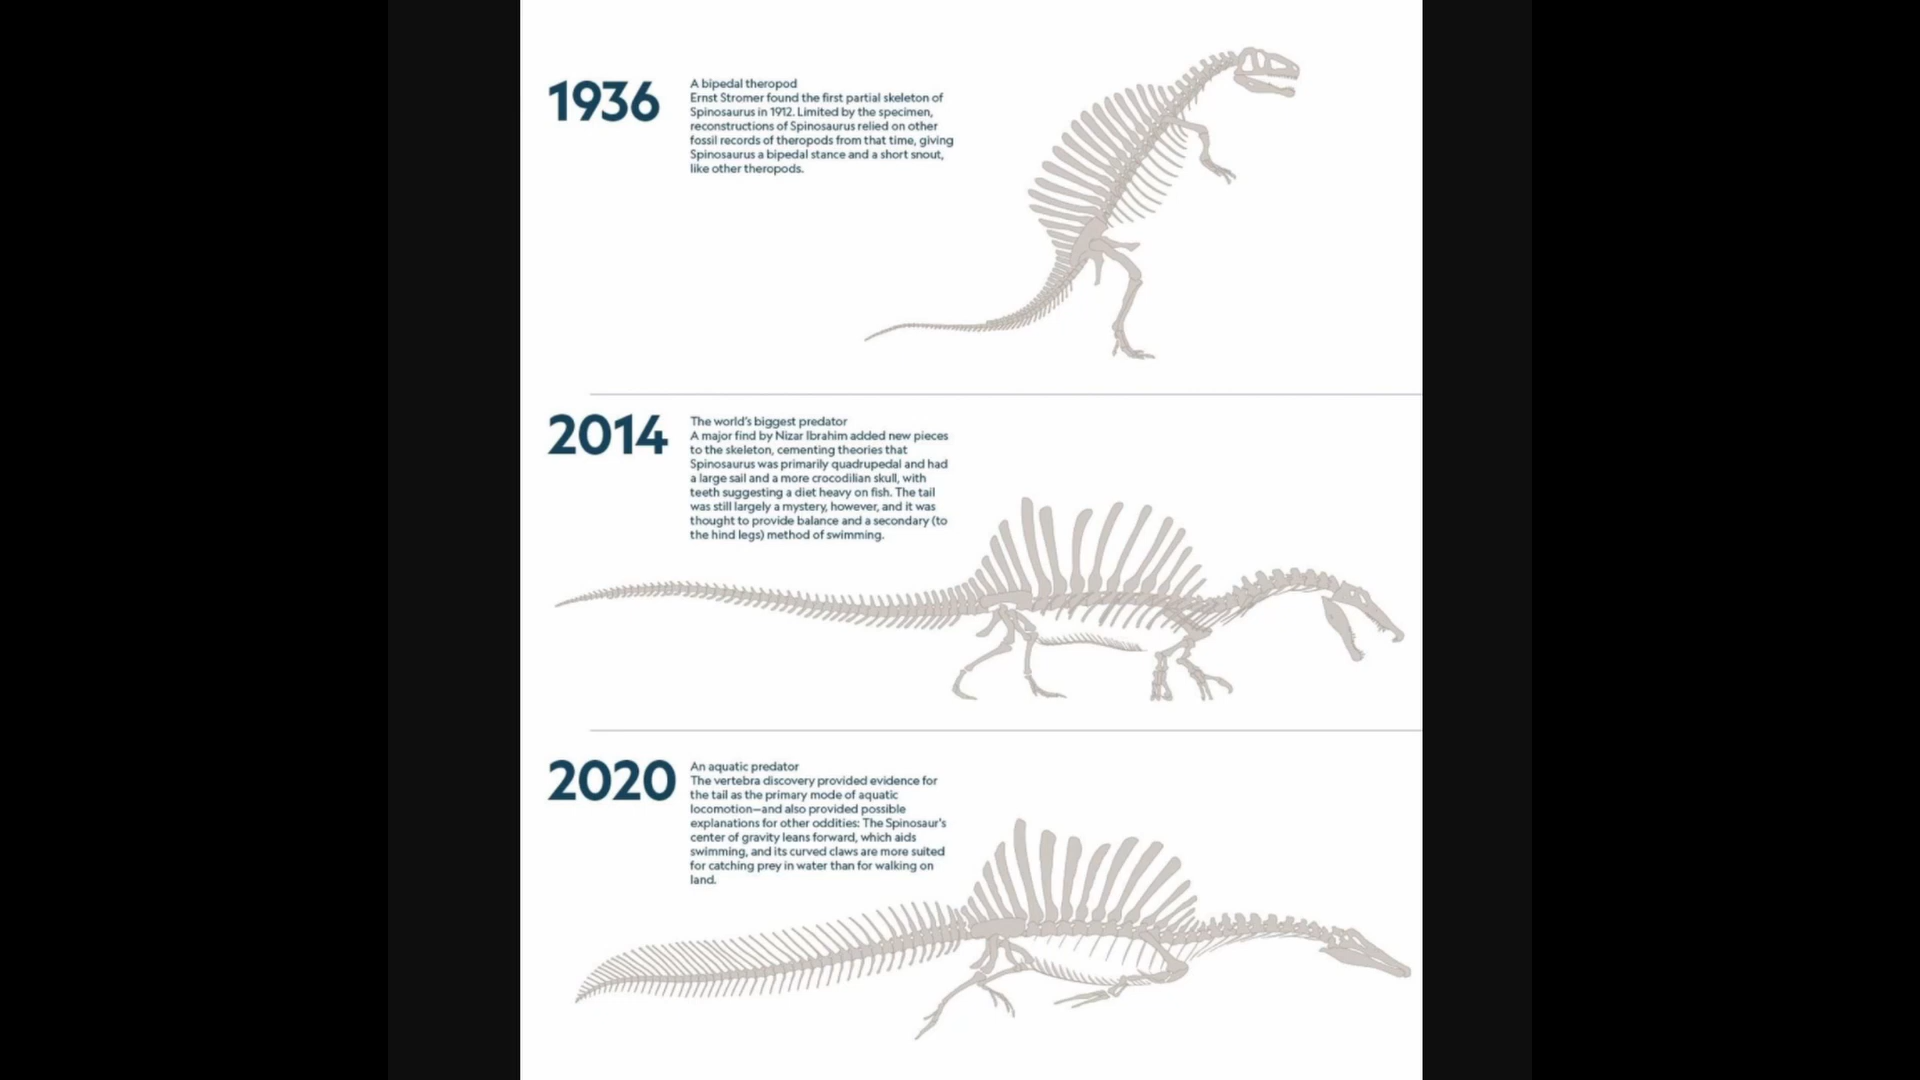 1936
A bipedal theropod
Ernst Stromer found the first partial skeleton of
Spinosaurus in 1912. Limited by the specimen,
reconstructions of Spinosaurus relied on other
fossil records of theropods from that time, giving
Spinosaurus a bipedal stance and a short snout,
like other theropods.
2014
The world's biggest predator
A major find by Nizar Ibrahim added new pieces
to the skeleton, cementing theories that
Spinosaurus was primarily quadrupedal and had
a large sail and a more crocodilian skull, with
teeth suggesting a diet heavy on fish. The tail
was still largely a mystery, however, and it was
thought to provide balance and a secondary (to
the hind legs) method of swimming.
2020
An aquatic predator
The vertebra discovery provided evidence for
the tail as the primary mode of aquatic
locomotion—and also provided possible
explanations for other oddities: The Spinosaur's
center of gravity leans forward, which aids
swimming, and its curved claws are more suited
for catching prey in water than for walking on
land.